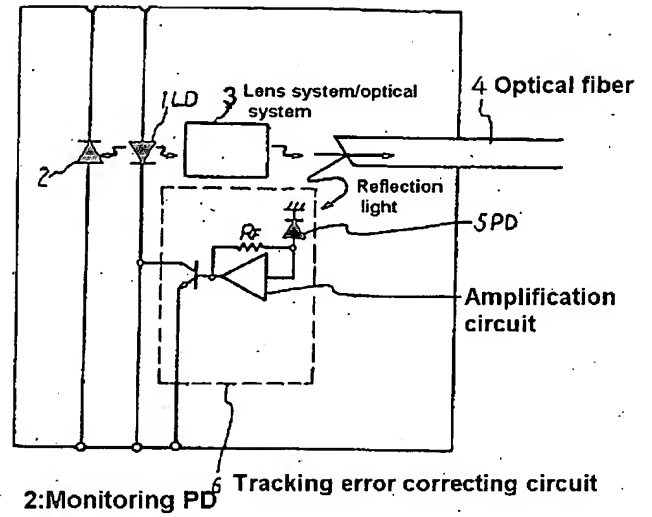 1LD
3 Lens system/optical
system
4 Optical fiber
2
Reflection
light
5PD
RF
Amplification
circuit
6 Tracking error correcting circuit
2:Monitoring PD